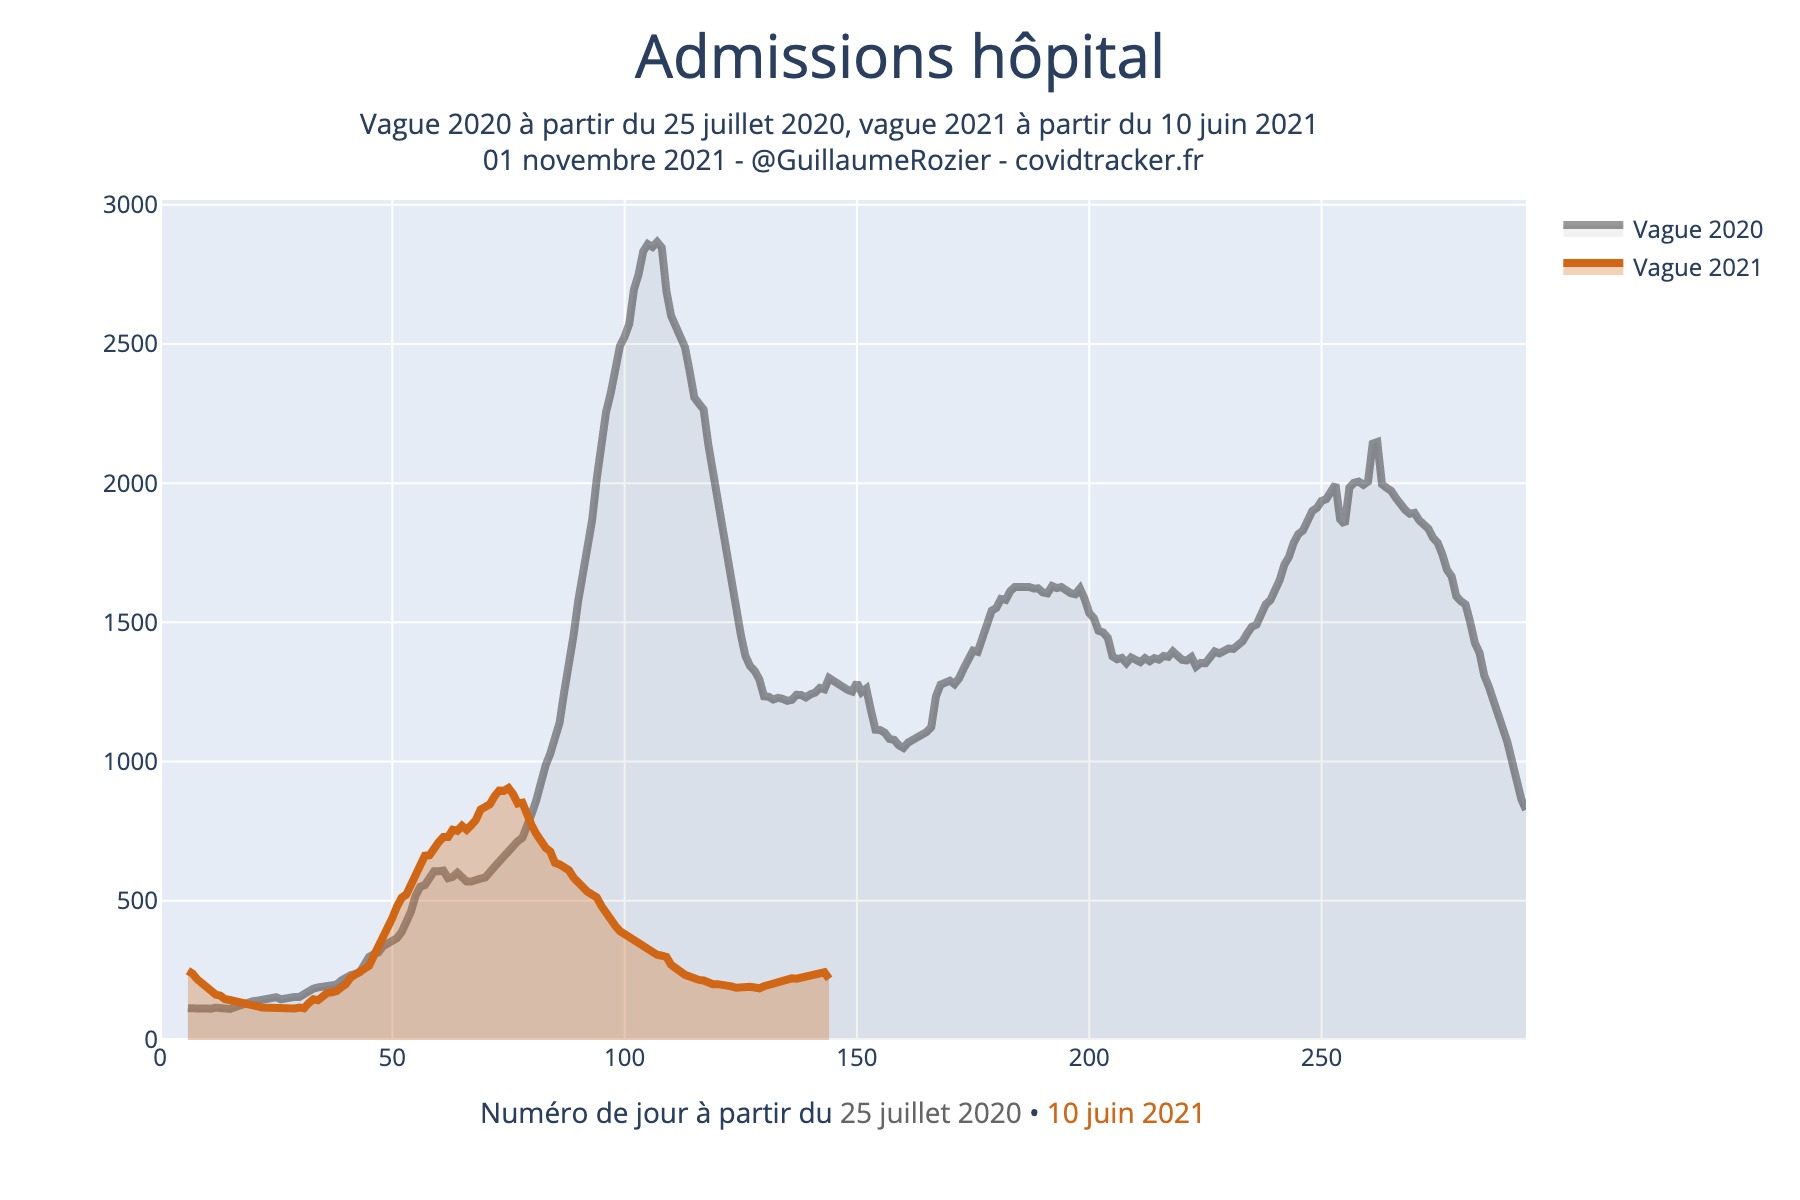 Admissions hôpital
Vague 2020 à partir du 25 juillet 2020, vague 2021 à partir du 10 juin 2021
01 novembre 2021 - @GuillaumeRozier - covidtracker.fr
3000
2500
2000
1500
1000
500
0
0 50 100 150 200 250
Vague 2020
Vague 2021
Numéro de jour à partir du 25 juillet 2020 • 10 juin 2021